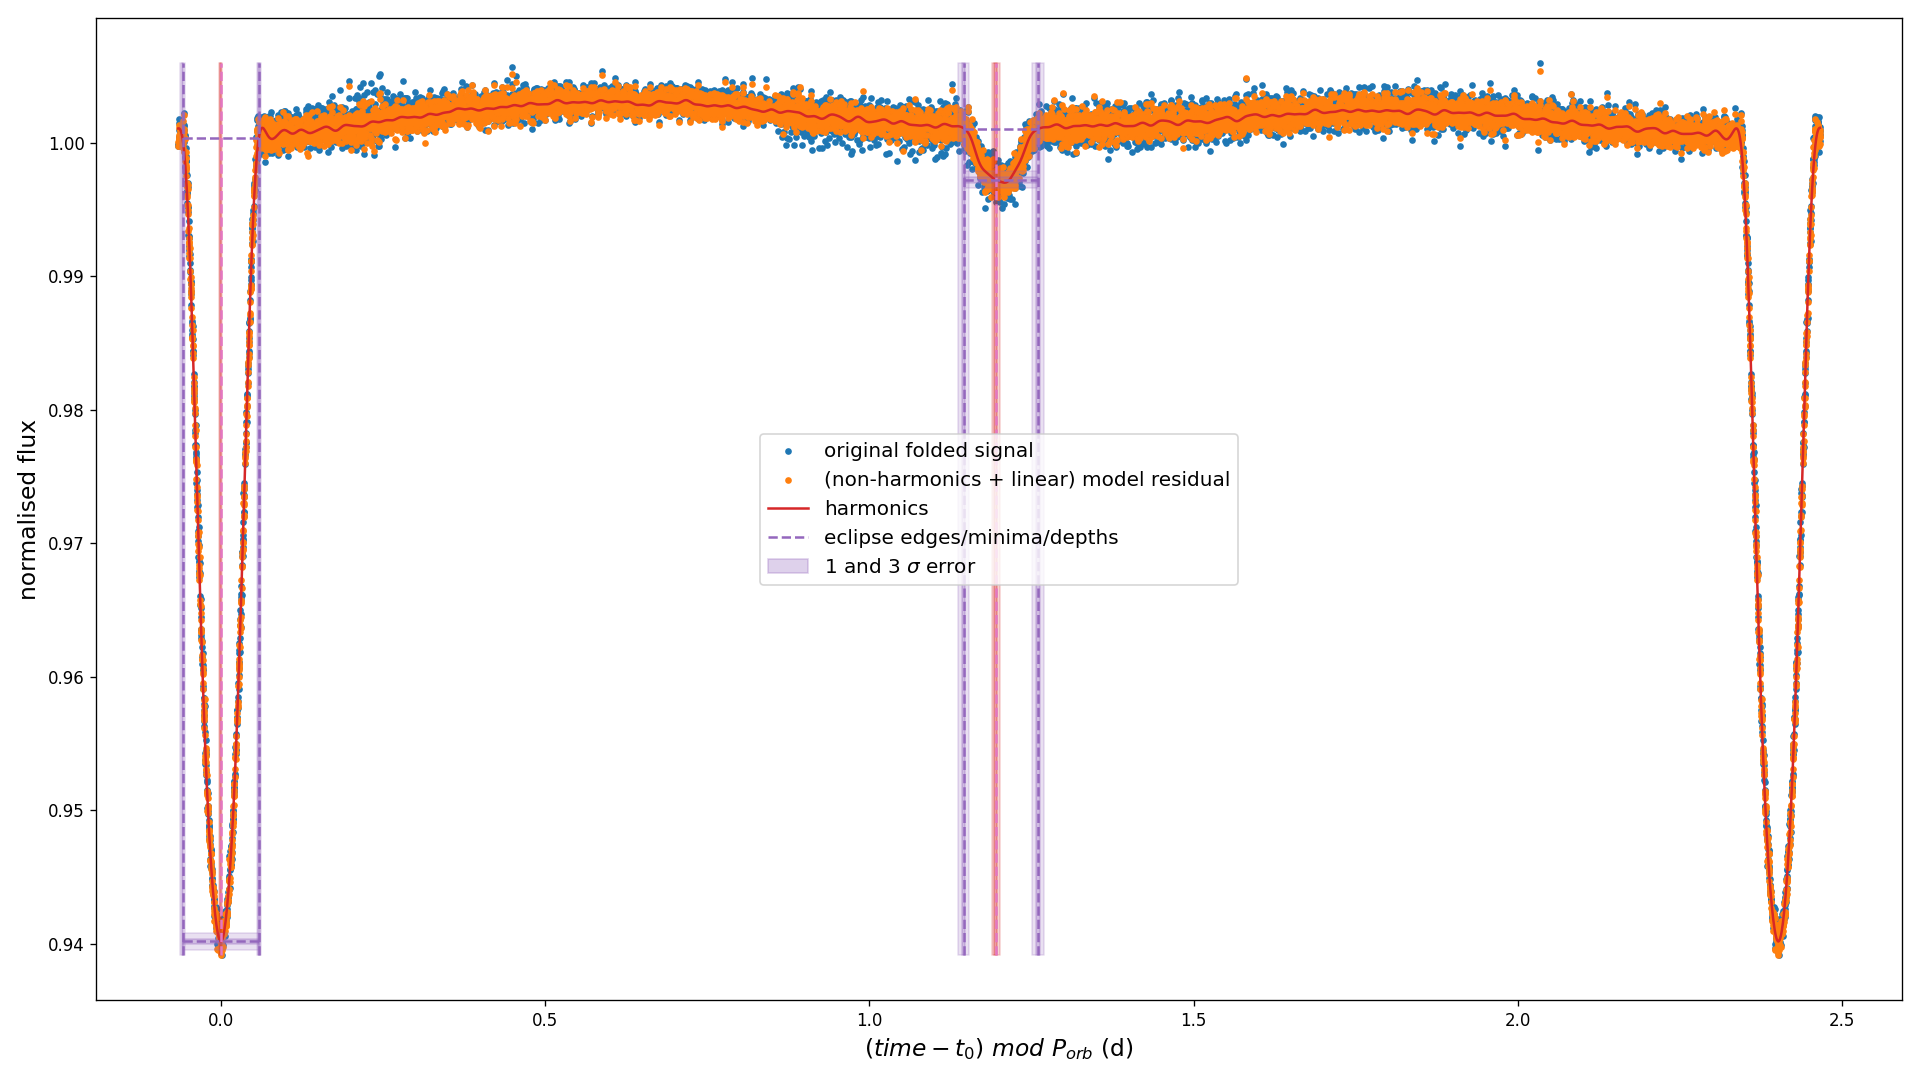 normalised flux
1.00
0.99
0.98
0.97
0.96
0.95
0.94
original folded signal
(non-harmonics + linear) model residual
harmonics
eclipse edges/minima/depths
1 and 3 σ error
0.0 0.5 1.0 1.5 2.0 2.5
(time − t₀) mod Pₒᵣb (d)